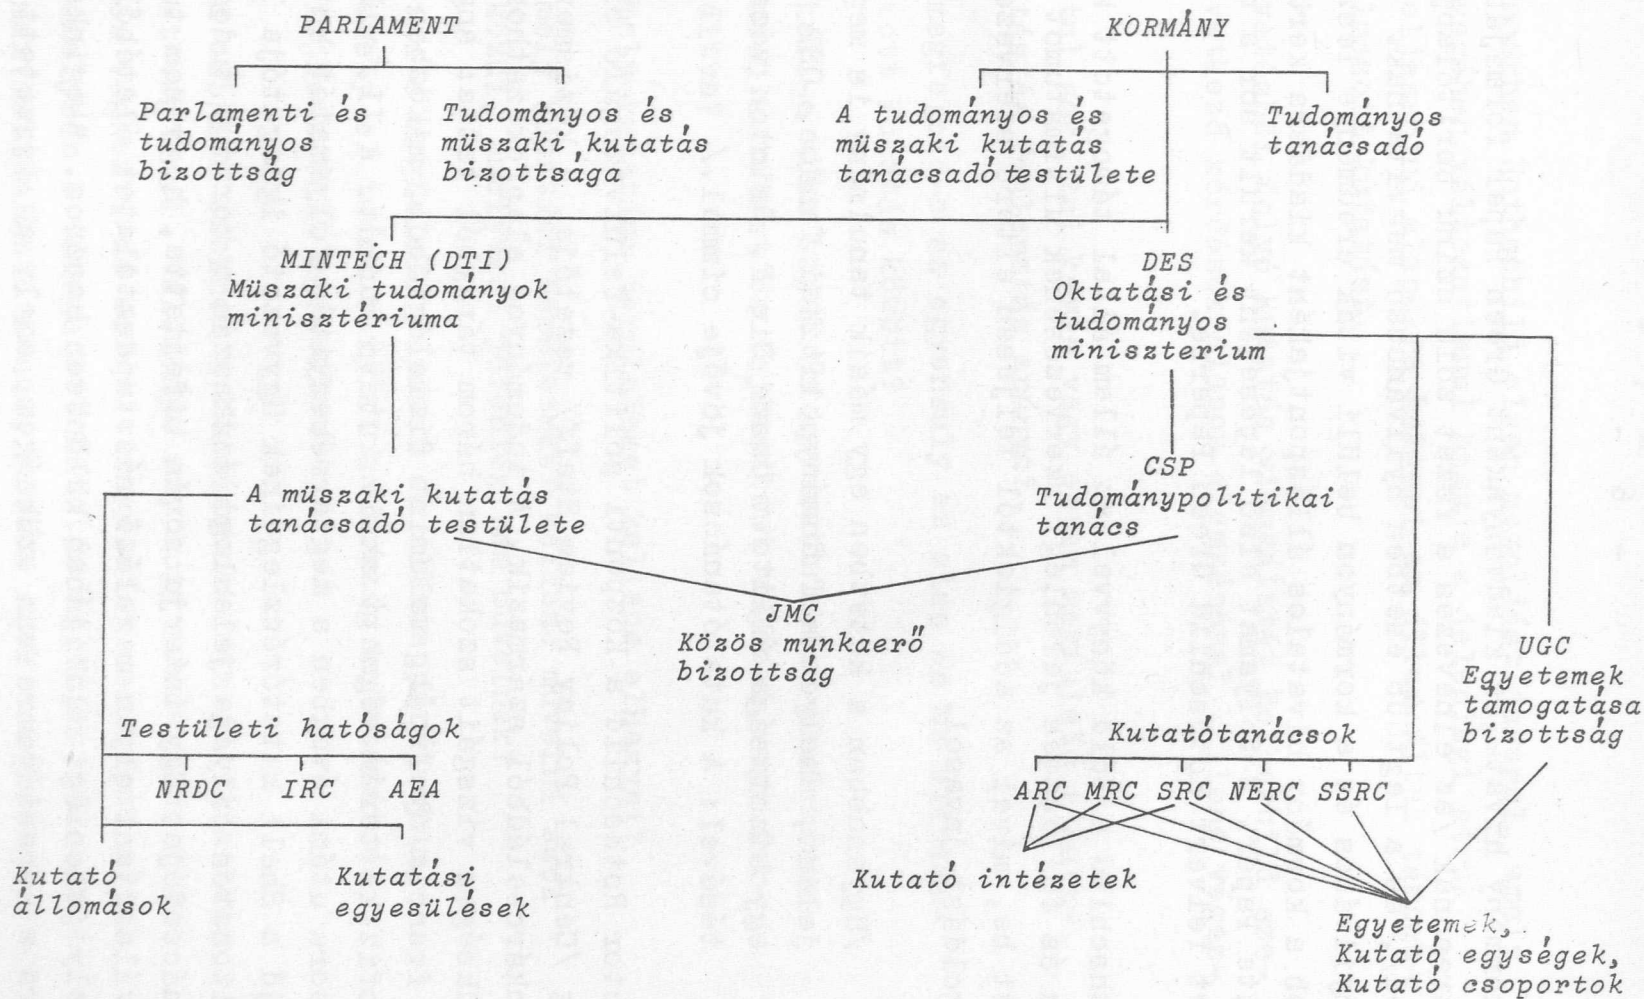 PARLAMENT
KORMÁNY
Parlamenti és
tudományos
bizottság
Tudományos és
müszaki kutatás
bizottsága
A tudományos és
müszaki kutatás
tanácsadó testülete
Tudományos
tanácsadó
MINTECH (DTI)
Müszaki tudományok
minisztériuma
DES
Oktatási és
tudományos
miniszterium
A müszaki kutatás
tanácsadó testülete
CSP
Tudománypolitikai
tanács
JMC
Közös munkaerő
bizottság
UGC
Egyetemek
támogatása
bizottság
Testületi hatóságok
NRDC IRC AEA
Kutatótanácsok
ARC MRC SRC NERC SSRC
Kutató
állomások
Kutatási
egyesülések
Kutató intézetek
Egyetemek,
Kutató egységek,
Kutató csoportok